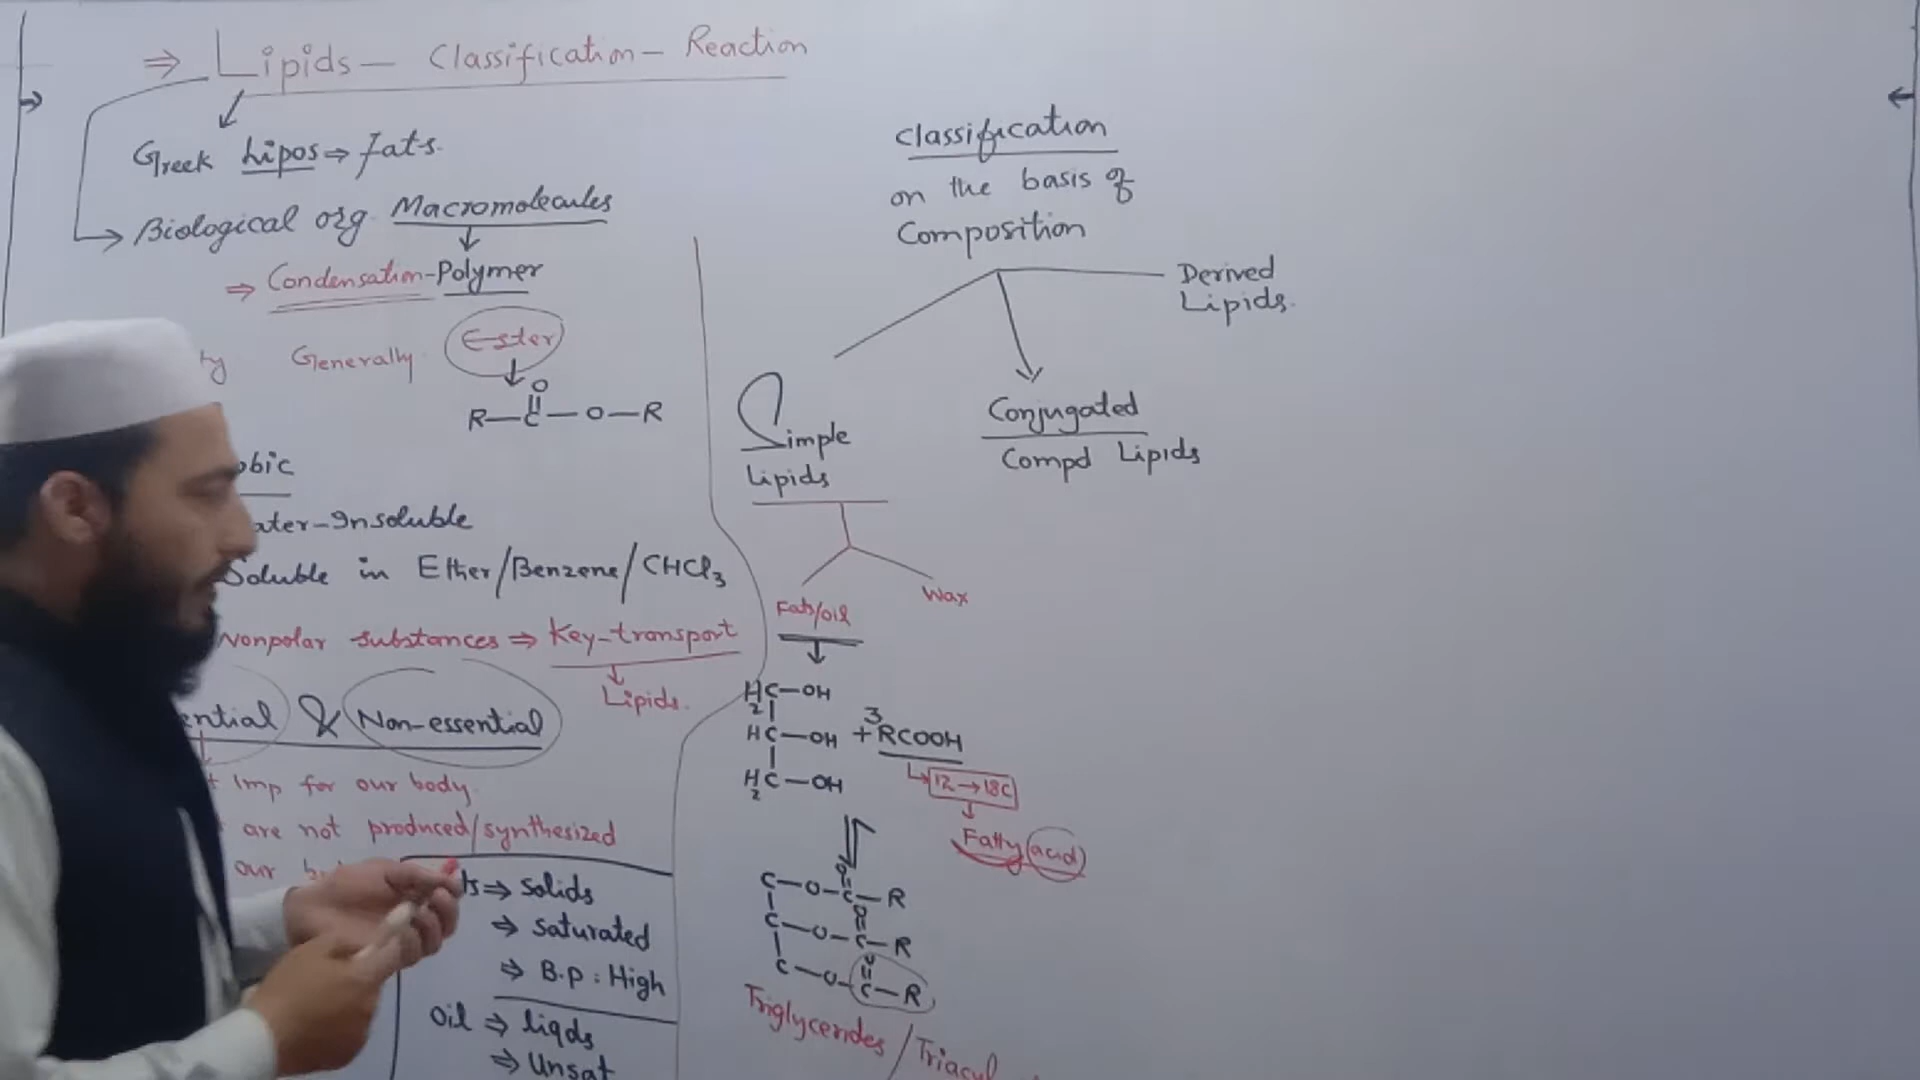 ⇒ Lipids — Classification — Reaction
Greek Lipos ⇒ fats.
Biological org. Macromolecules
⇒ Condensation-Polymer
Generally Ester
O
R—C—O—R
obic
ater-Insoluble
Soluble in Ether/Benzene/CHCl3
nonpolar substances ⇒ Key-transport
Lipids.
ential & Non-essential
Imp for our body.
are not produced/synthesized
our
⇒ solids
⇒ saturated
⇒ B.p: High
Oil ⇒ liqds
⇒ Unsat
Classification
on the basis of
Composition
Derived
Lipids.
Simple
Lipids
Conjugated
Compd Lipids
Fats/oil
Wax
H2C—OH
HC—OH + 3RCOOH
H2C—OH
12→18C
Fatty acid
O
C—O—C—R
O
C—O—C—R
O
C—O—C—R
Triglycerides / Triacyl